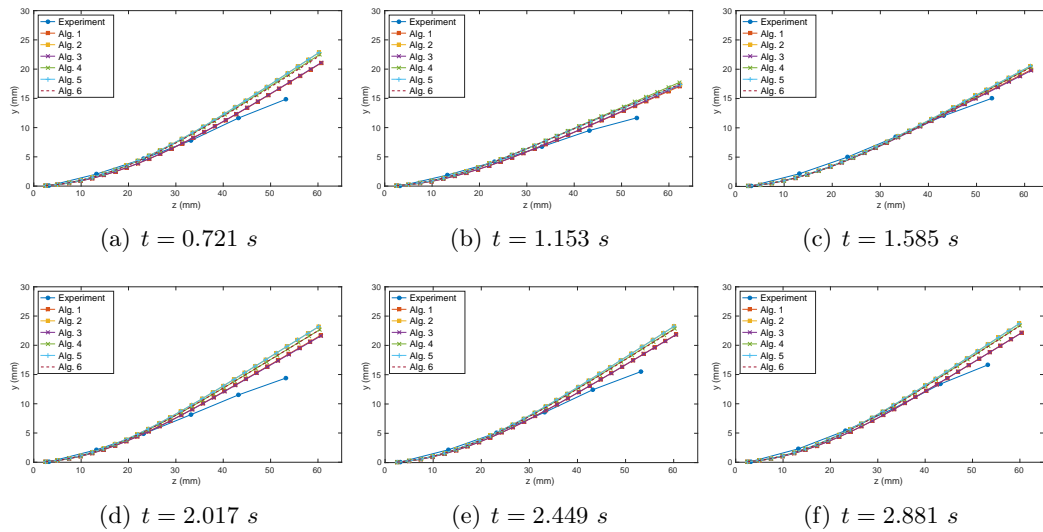 30
25
20
15
10
5
0
y (mm)
Experiment
Alg. 1
Alg. 2
Alg. 3
Alg. 4
Alg. 5
Alg. 6
0 10 20 30 40 50 60
z (mm)
(a) t = 0.721 s
30
25
20
15
10
5
0
y (mm)
Experiment
Alg. 1
Alg. 2
Alg. 3
Alg. 4
Alg. 5
Alg. 6
0 10 20 30 40 50 60
z (mm)
(b) t = 1.153 s
30
25
20
15
10
5
0
y (mm)
Experiment
Alg. 1
Alg. 2
Alg. 3
Alg. 4
Alg. 5
Alg. 6
0 10 20 30 40 50 60
z (mm)
(c) t = 1.585 s
30
25
20
15
10
5
0
y (mm)
Experiment
Alg. 1
Alg. 2
Alg. 3
Alg. 4
Alg. 5
Alg. 6
0 10 20 30 40 50 60
z (mm)
(d) t = 2.017 s
30
25
20
15
10
5
0
y (mm)
Experiment
Alg. 1
Alg. 2
Alg. 3
Alg. 4
Alg. 5
Alg. 6
0 10 20 30 40 50 60
z (mm)
(e) t = 2.449 s
30
25
20
15
10
5
0
y (mm)
Experiment
Alg. 1
Alg. 2
Alg. 3
Alg. 4
Alg. 5
Alg. 6
0 10 20 30 40 50 60
z (mm)
(f) t = 2.881 s